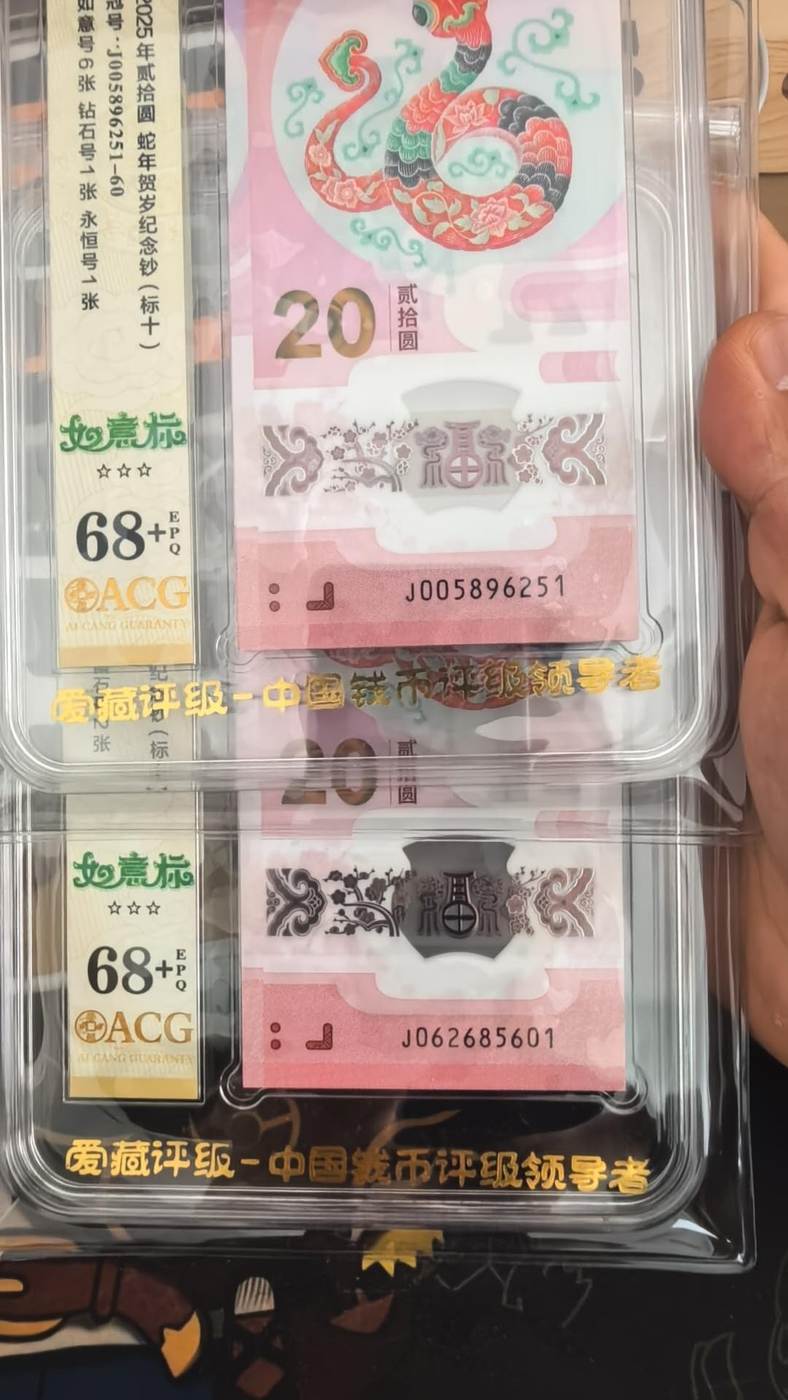 2025年贰拾圆 蛇年贺岁纪念钞(标十)
冠号:J005896251-60
如意号6张 钻石号1张 永恒号1张
如意标
☆☆☆
68+
EPQ
ACG
AI CANG GUARANTY
20
贰拾圆
J005896251
爱藏评级-中国钱币评级领导者
20
贰拾圆
如意标
☆☆☆
68+
EPQ
ACG
AI CANG GUARANTY
J062685601
爱藏评级-中国钱币评级领导者